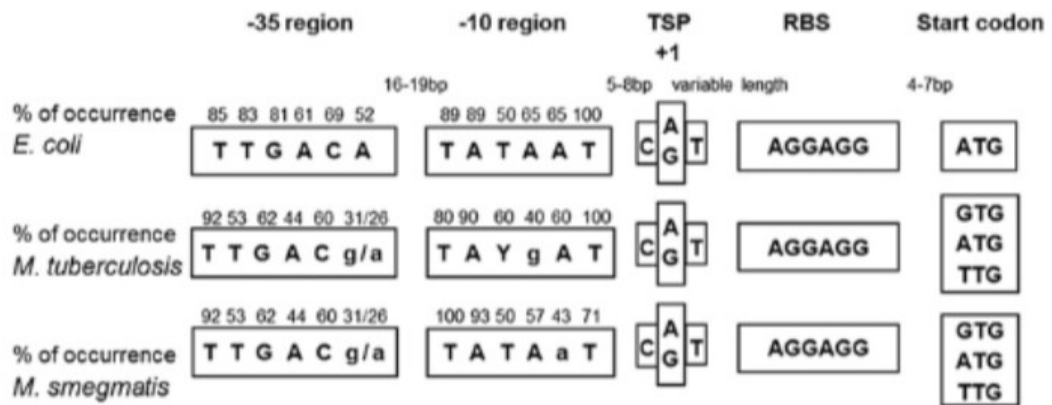 -35 region -10 region TSP RBS Start codon
+1
16-19bp 5-8bp variable length 4-7bp
% of occurrence 85 83 81 61 69 52 89 89 50 65 65 100
E. coli T T G A C A T A T A A T C A G T AGGAGG ATG
% of occurrence 92 53 62 44 60 31/26 80 90 60 40 60 100
M. tuberculosis T T G A C g/a T A Y g A T C A G T AGGAGG GTG ATG TTG
% of occurrence 92 53 62 44 60 31/26 100 93 50 57 43 71
M. smegmatis T T G A C g/a T A T A a T C A G T AGGAGG GTG ATG TTG